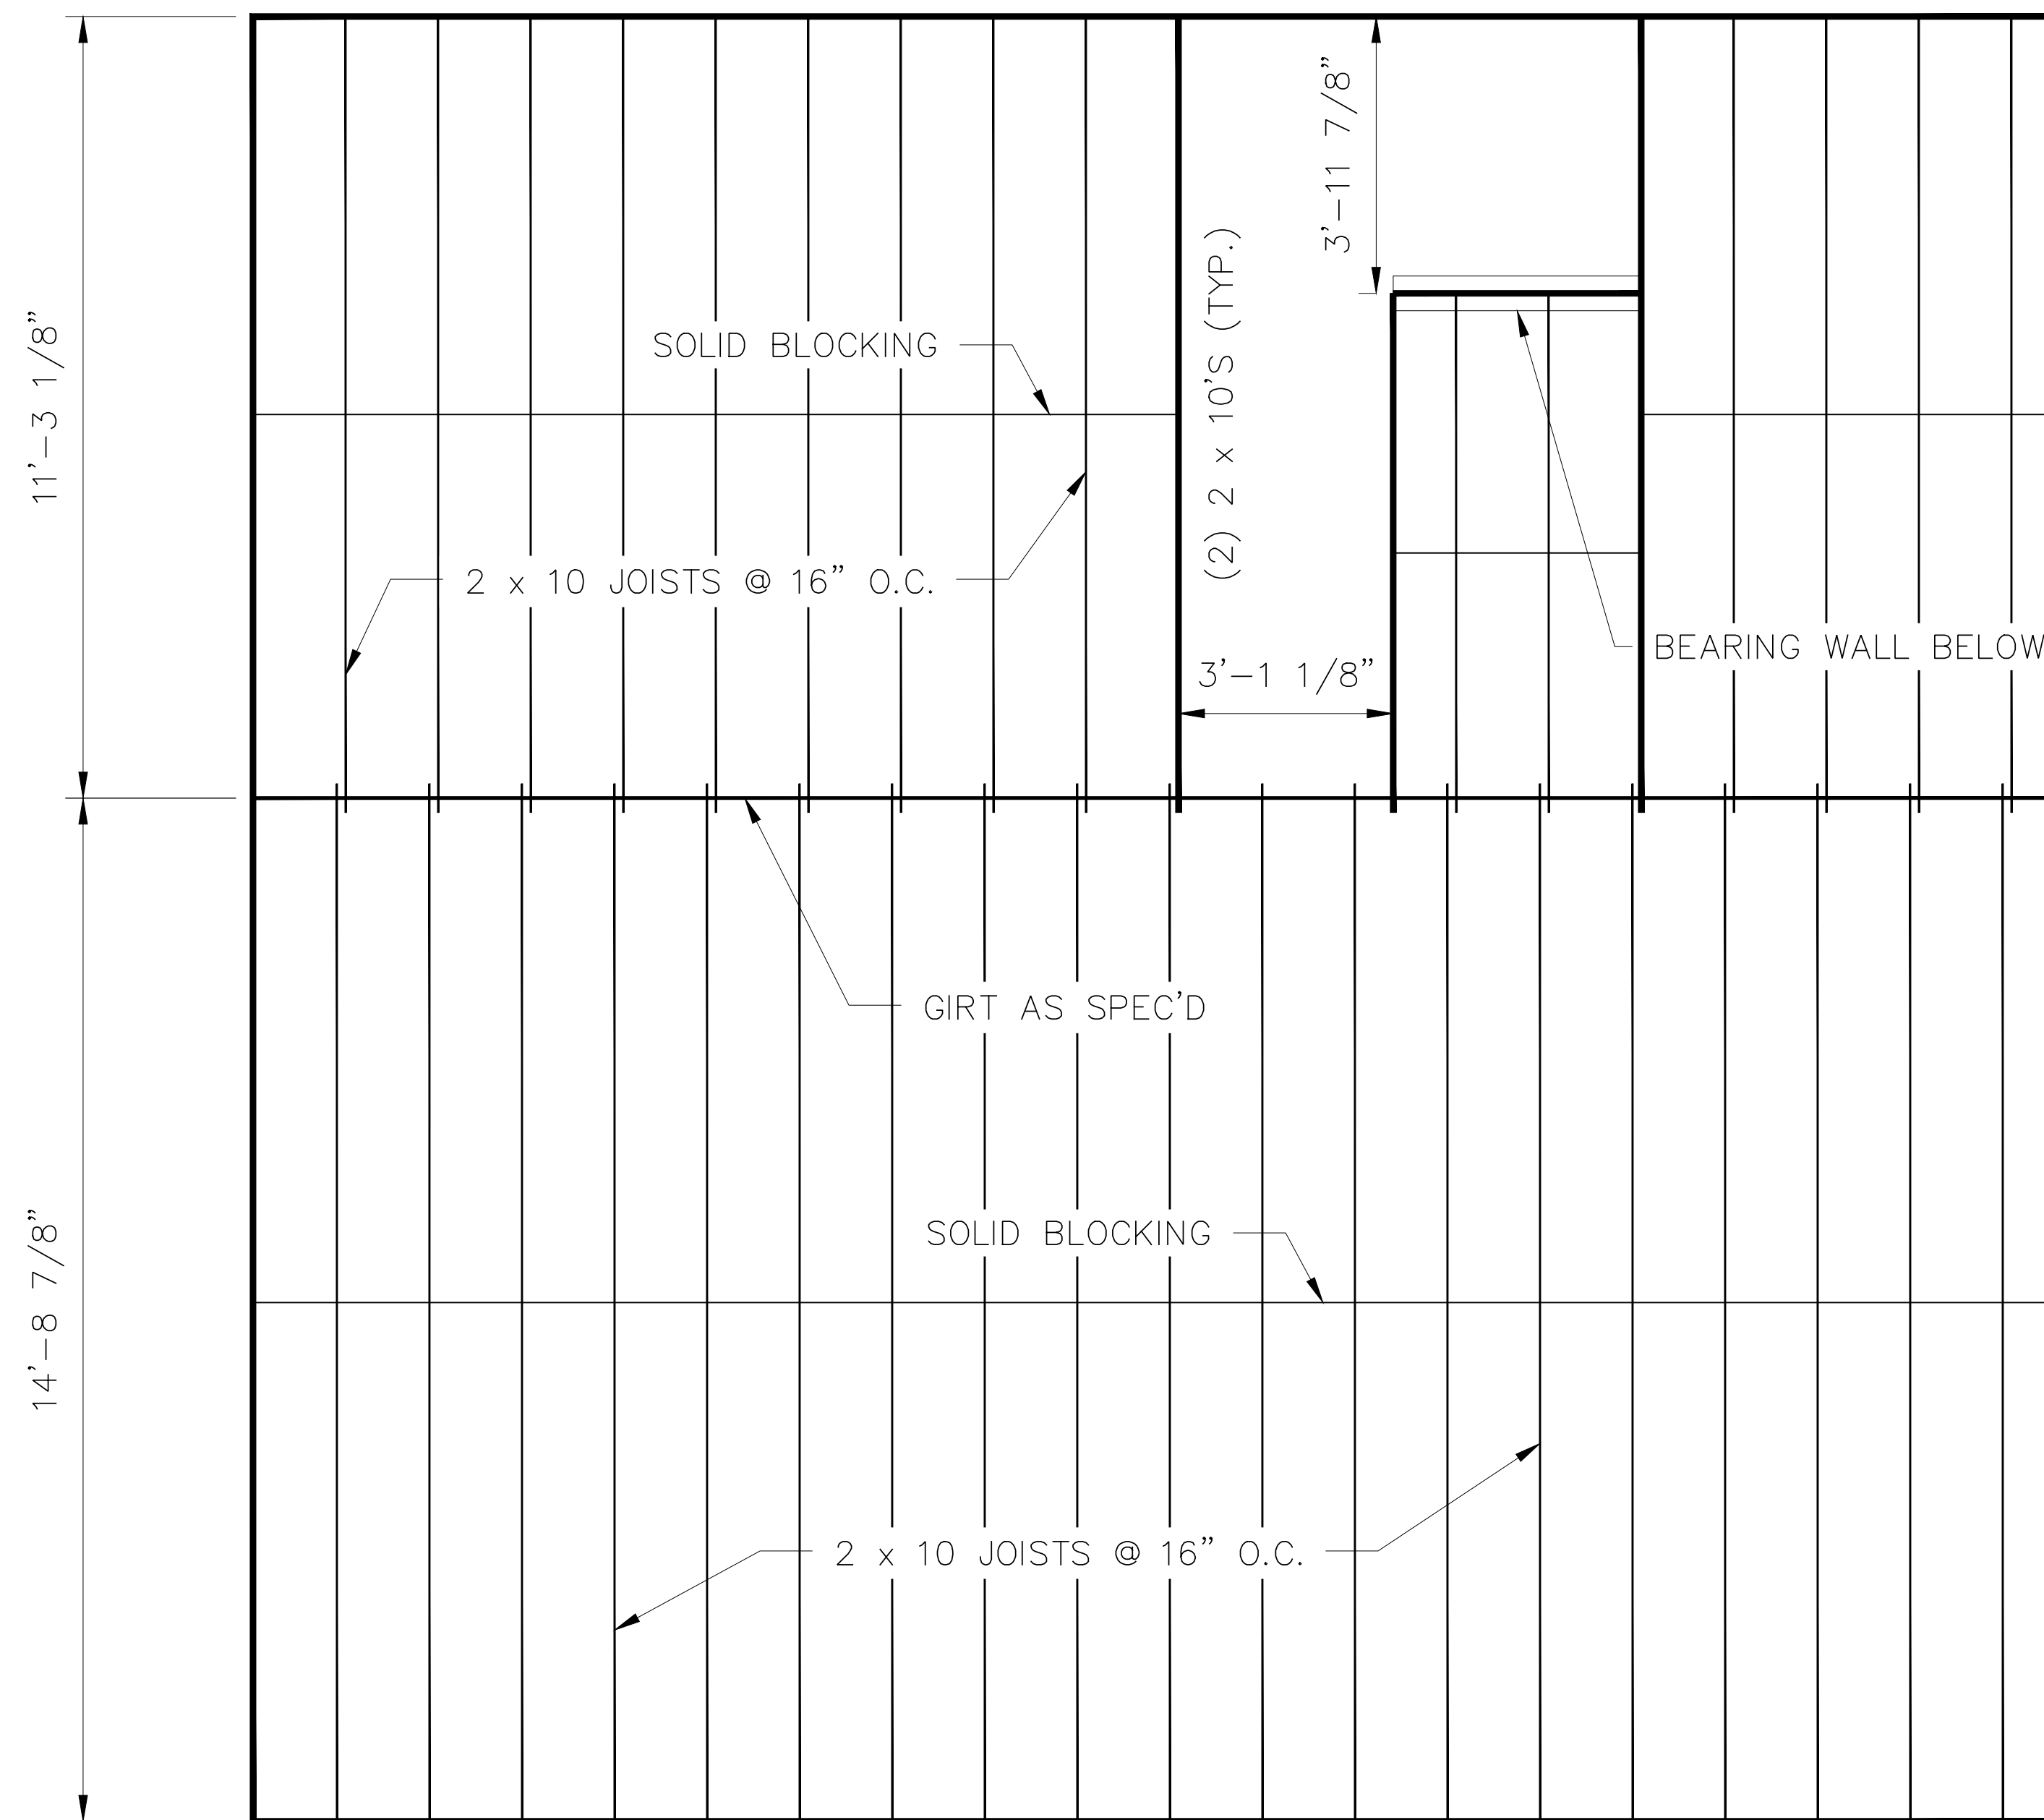 3'-11 7/8"
11'-3 1/8"
SOLID BLOCKING
(2) 2 x 10'S (TYP.)
2 x 10 JOISTS @ 16" O.C.
BEARING WALL BELOW
3'-1 1/8"
GIRT AS SPEC'D
14'-8 7/8"
SOLID BLOCKING
2 x 10 JOISTS @ 16" O.C.